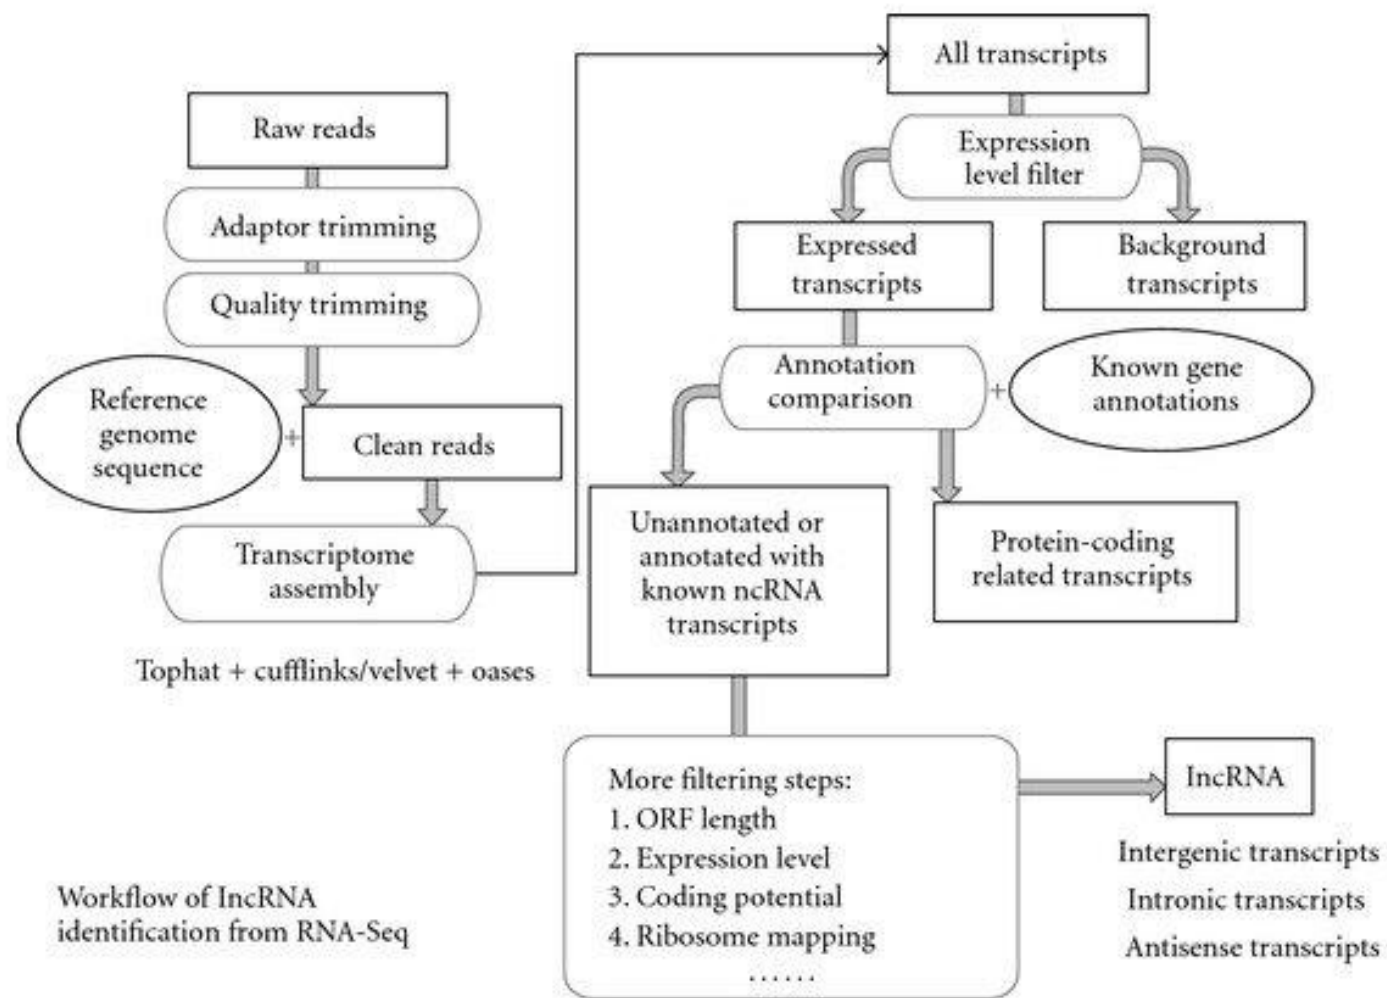 Raw reads
Adaptor trimming
Quality trimming
Reference
genome
sequence
+
Clean reads
Transcriptome
assembly
Tophat + cufflinks/velvet + oases
All transcripts
Expression
level filter
Expressed
transcripts
Background
transcripts
Annotation
comparison
+
Known gene
annotations
Unannotated or
annotated with
known ncRNA
transcripts
Protein-coding
related transcripts
More filtering steps:
1. ORF length
2. Expression level
3. Coding potential
4. Ribosome mapping
......
IncRNA
Intergenic transcripts
Intronic transcripts
Antisense transcripts
Workflow of IncRNA
identification from RNA-Seq